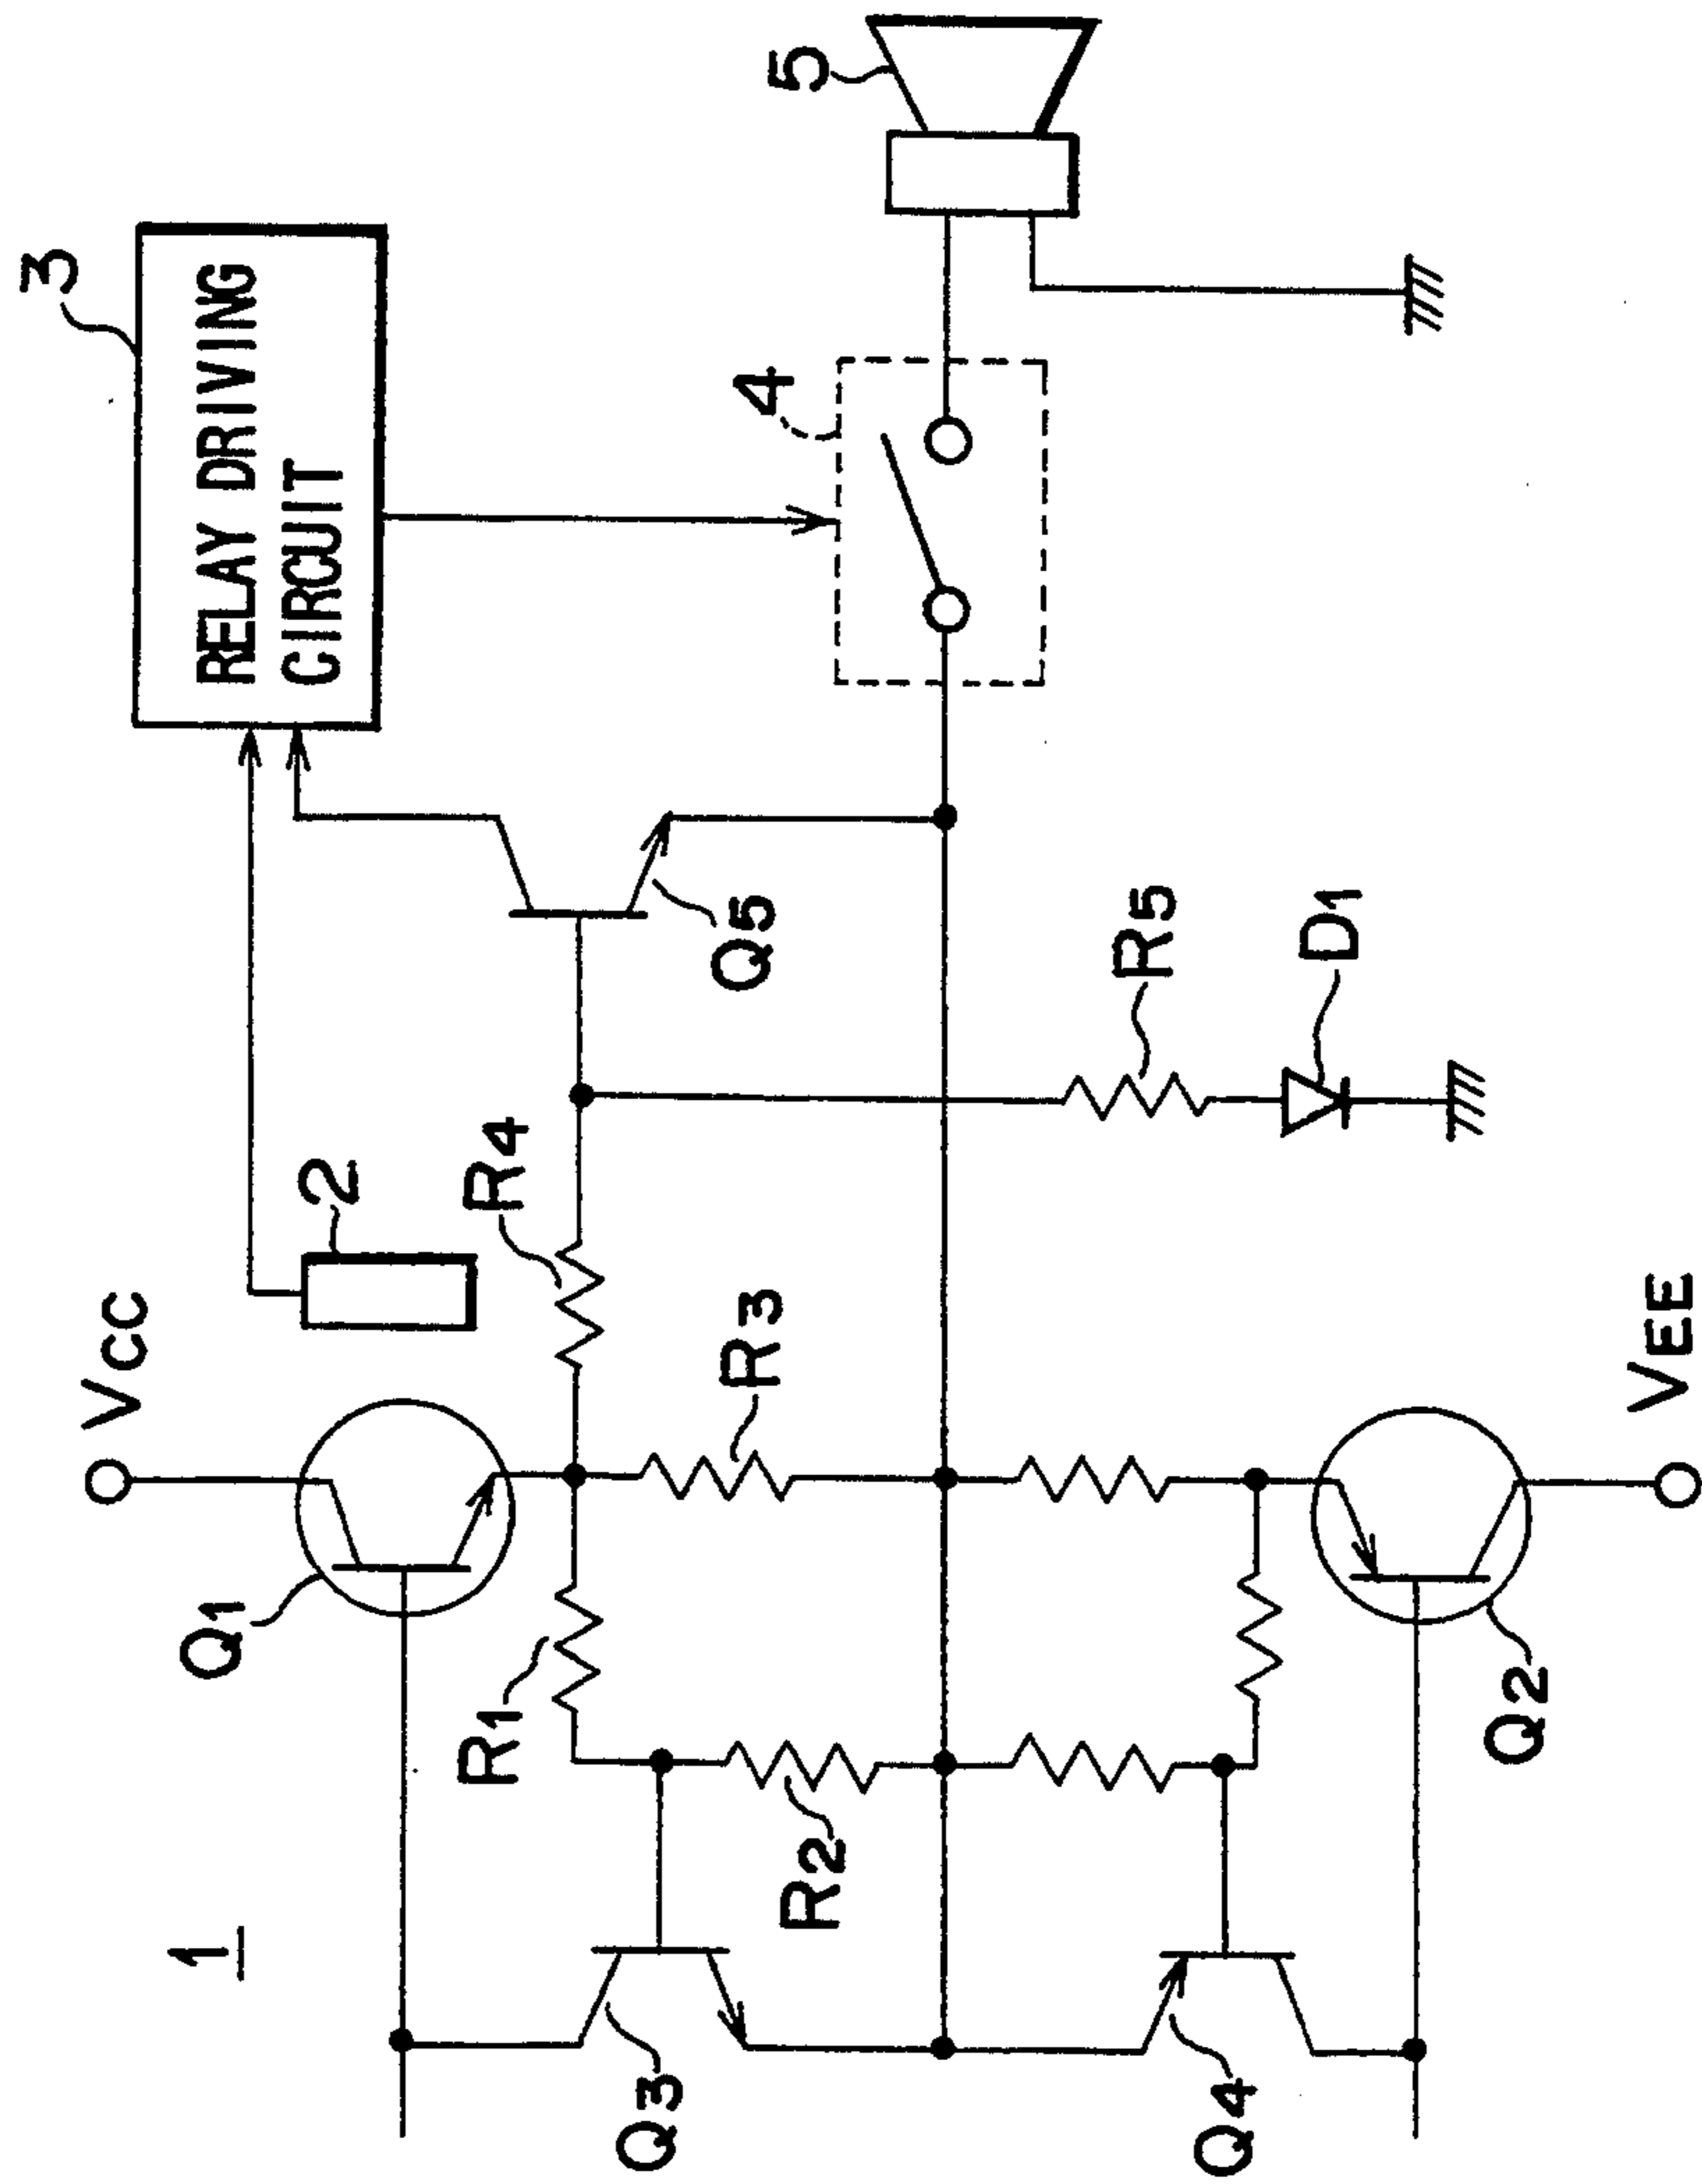 1
Q1
VCC
2
3
RELAY DRIVING
CIRCUIT
R1
R4
Q5
4
5
Q3
R2
R3
R5
D1
Q4
Q2
VEE